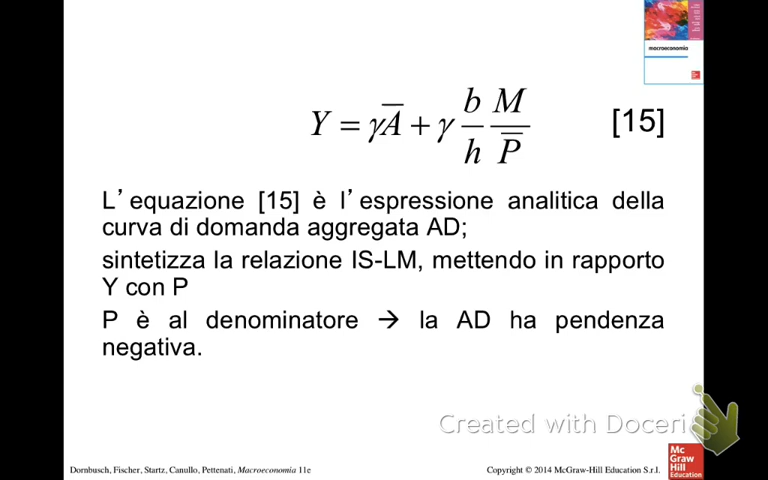 macroeconomia
Y = γA̅ + γ b/h M/P̅ [15]
L'equazione [15] è l'espressione analitica della
curva di domanda aggregata AD;
sintetizza la relazione IS-LM, mettendo in rapporto
Y con P
P è al denominatore → la AD ha pendenza
negativa.
Created with Doceri
Mc
Graw
Hill
Education
Dornbusch, Fischer, Startz, Canullo, Pettenati, Macroeconomia 11e
Copyright © 2014 McGraw-Hill Education S.r.l.